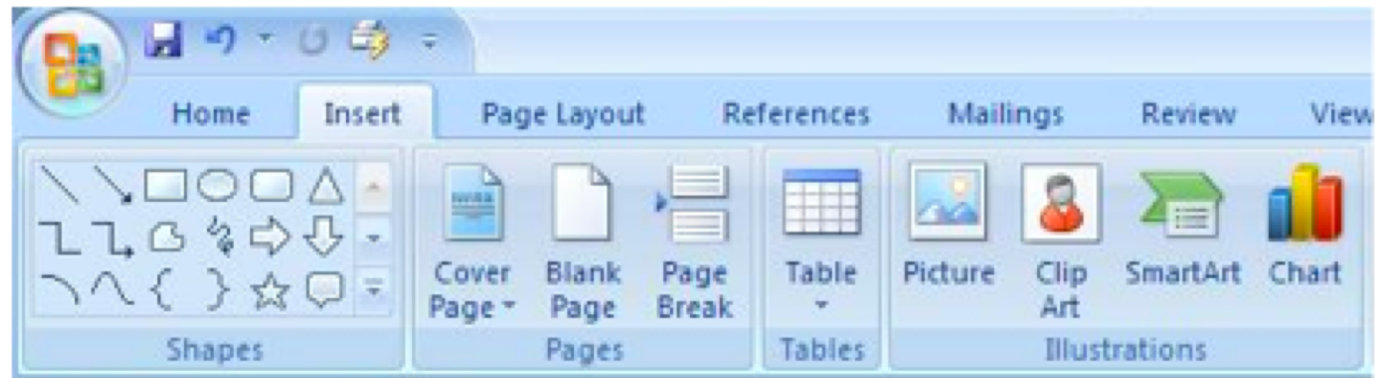 Home Insert Page Layout References Mailings Review View
Cover Page Blank Page Page Break Table Picture Clip Art SmartArt Chart
Shapes Pages Tables Illustrations